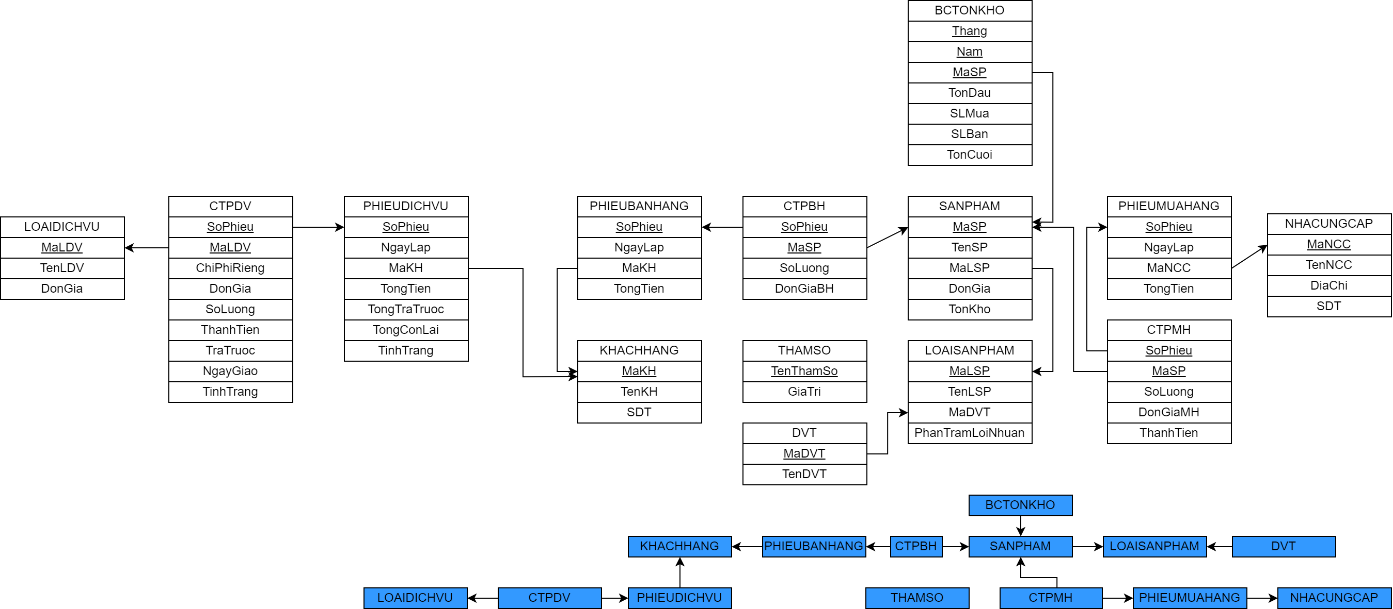 BCTONKHO
Thang
Nam
MaSP
TonDau
SLMua
SLBan
TonCuoi
LOAIDICHVU
MaLDV
TenLDV
DonGia
CTPDV
SoPhieu
MaLDV
ChiPhiRieng
DonGia
SoLuong
ThanhTien
TraTruoc
NgayGiao
TinhTrang
PHIEUDICHVU
SoPhieu
NgayLap
MaKH
TongTien
TongTraTruoc
TongConLai
TinhTrang
PHIEUBANHANG
SoPhieu
NgayLap
MaKH
TongTien
CTPBH
SoPhieu
MaSP
SoLuong
DonGiaBH
SANPHAM
MaSP
TenSP
MaLSP
DonGia
TonKho
PHIEUMUAHANG
SoPhieu
NgayLap
MaNCC
TongTien
NHACUNGCAP
MaNCC
TenNCC
DiaChi
SDT
KHACHHANG
MaKH
TenKH
SDT
THAMSO
TenThamSo
GiaTri
LOAISANPHAM
MaLSP
TenLSP
MaDVT
PhanTramLoiNhuan
CTPMH
SoPhieu
MaSP
SoLuong
DonGiaMH
ThanhTien
DVT
MaDVT
TenDVT
BCTONKHO
KHACHHANG
PHIEUBANHANG
CTPBH
SANPHAM
LOAISANPHAM
DVT
LOAIDICHVU
CTPDV
PHIEUDICHVU
THAMSO
CTPMH
PHIEUMUAHANG
NHACUNGCAP